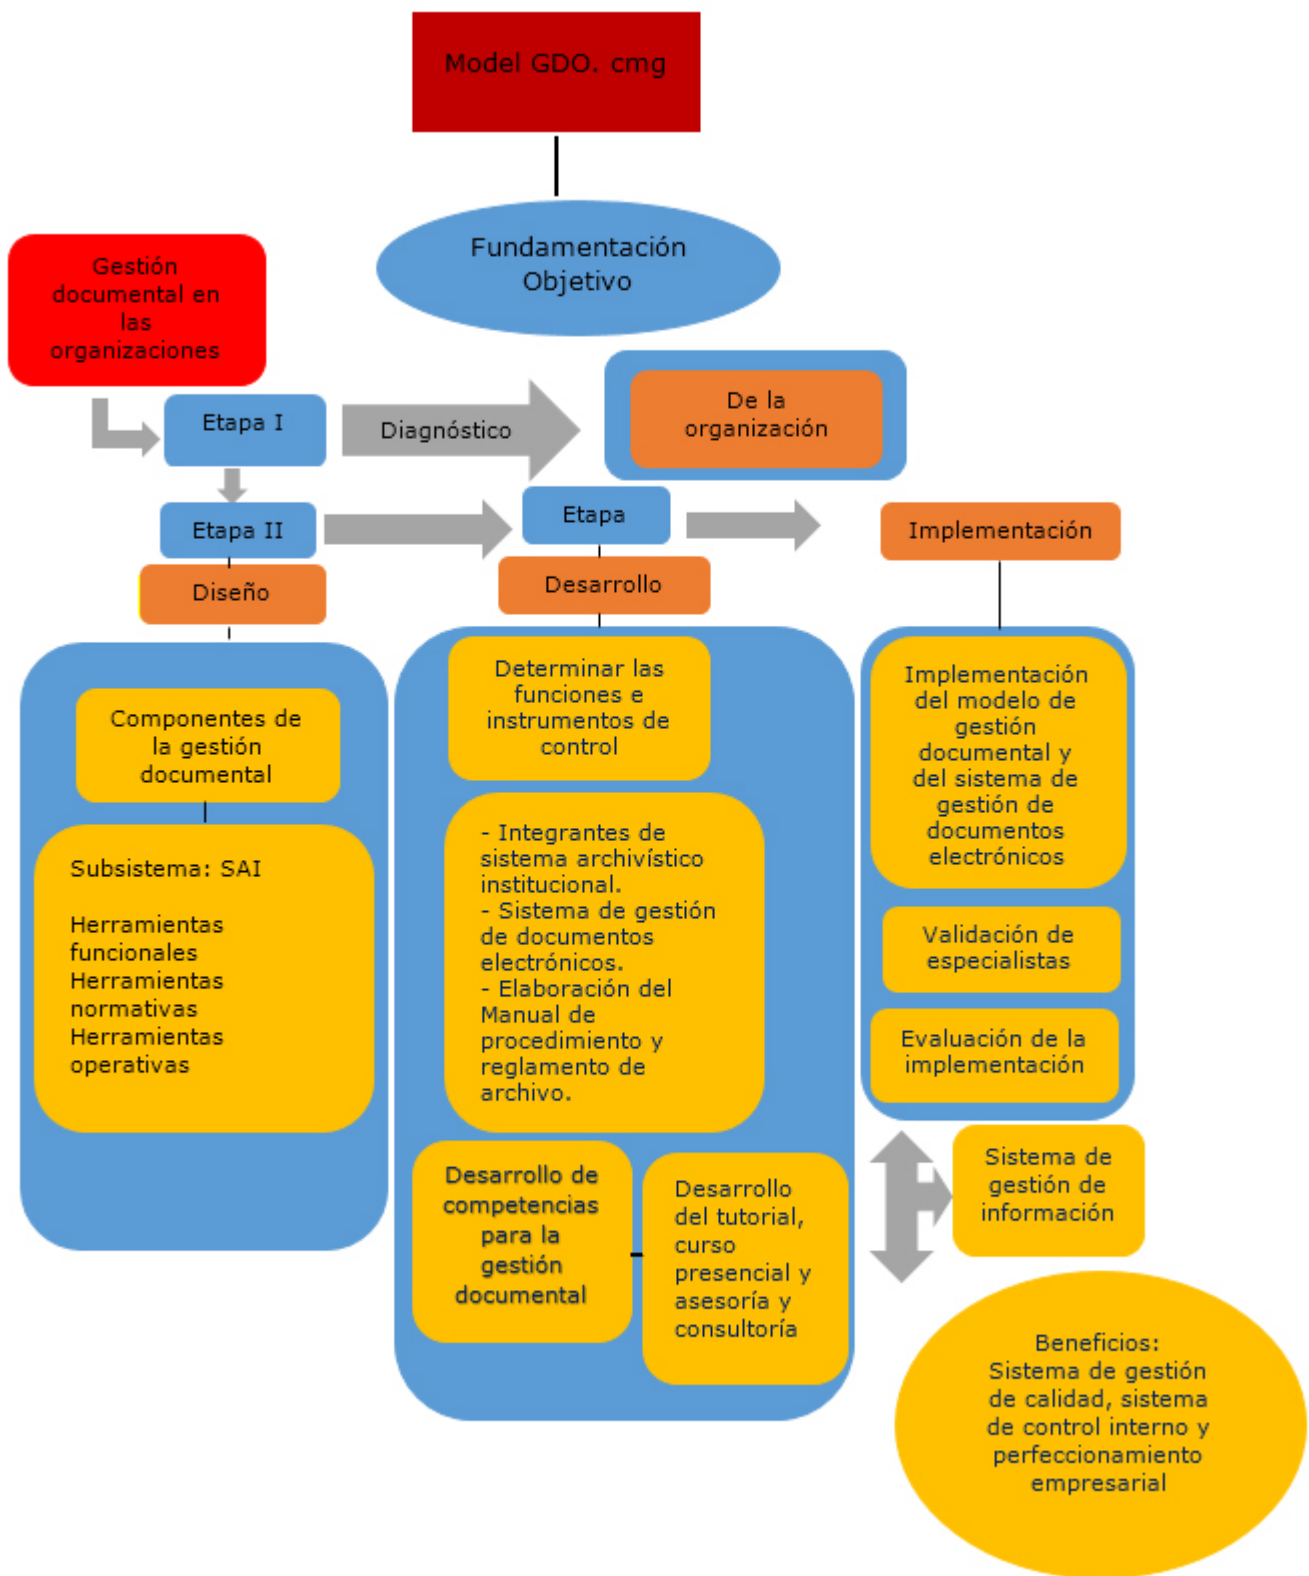 Model GDO. cmg
Fundamentación
Objetivo
Gestión
documental en
las
organizaciones
Etapa I
Diagnóstico
De la
organización
Etapa II
Etapa
Implementación
Diseño
Desarrollo
Componentes de
la gestión
documental
Subsistema: SAI
Herramientas
funcionales
Herramientas
normativas
Herramientas
operativas
Determinar las
funciones e
instrumentos de
control
- Integrantes de
sistema archivístico
institucional.
- Sistema de gestión
de documentos
electrónicos.
- Elaboración del
Manual de
procedimiento y
reglamento de
archivo.
Desarrollo de
competencias
para la
gestión
documental
Desarrollo
del tutorial,
curso
presencial y
asesoría y
consultoría
Implementación
del modelo de
gestión
documental y
del sistema de
gestión de
documentos
electrónicos
Validación de
especialistas
Evaluación de la
implementación
Sistema de
gestión de
información
Beneficios:
Sistema de gestión
de calidad, sistema
de control interno y
perfeccionamiento
empresarial